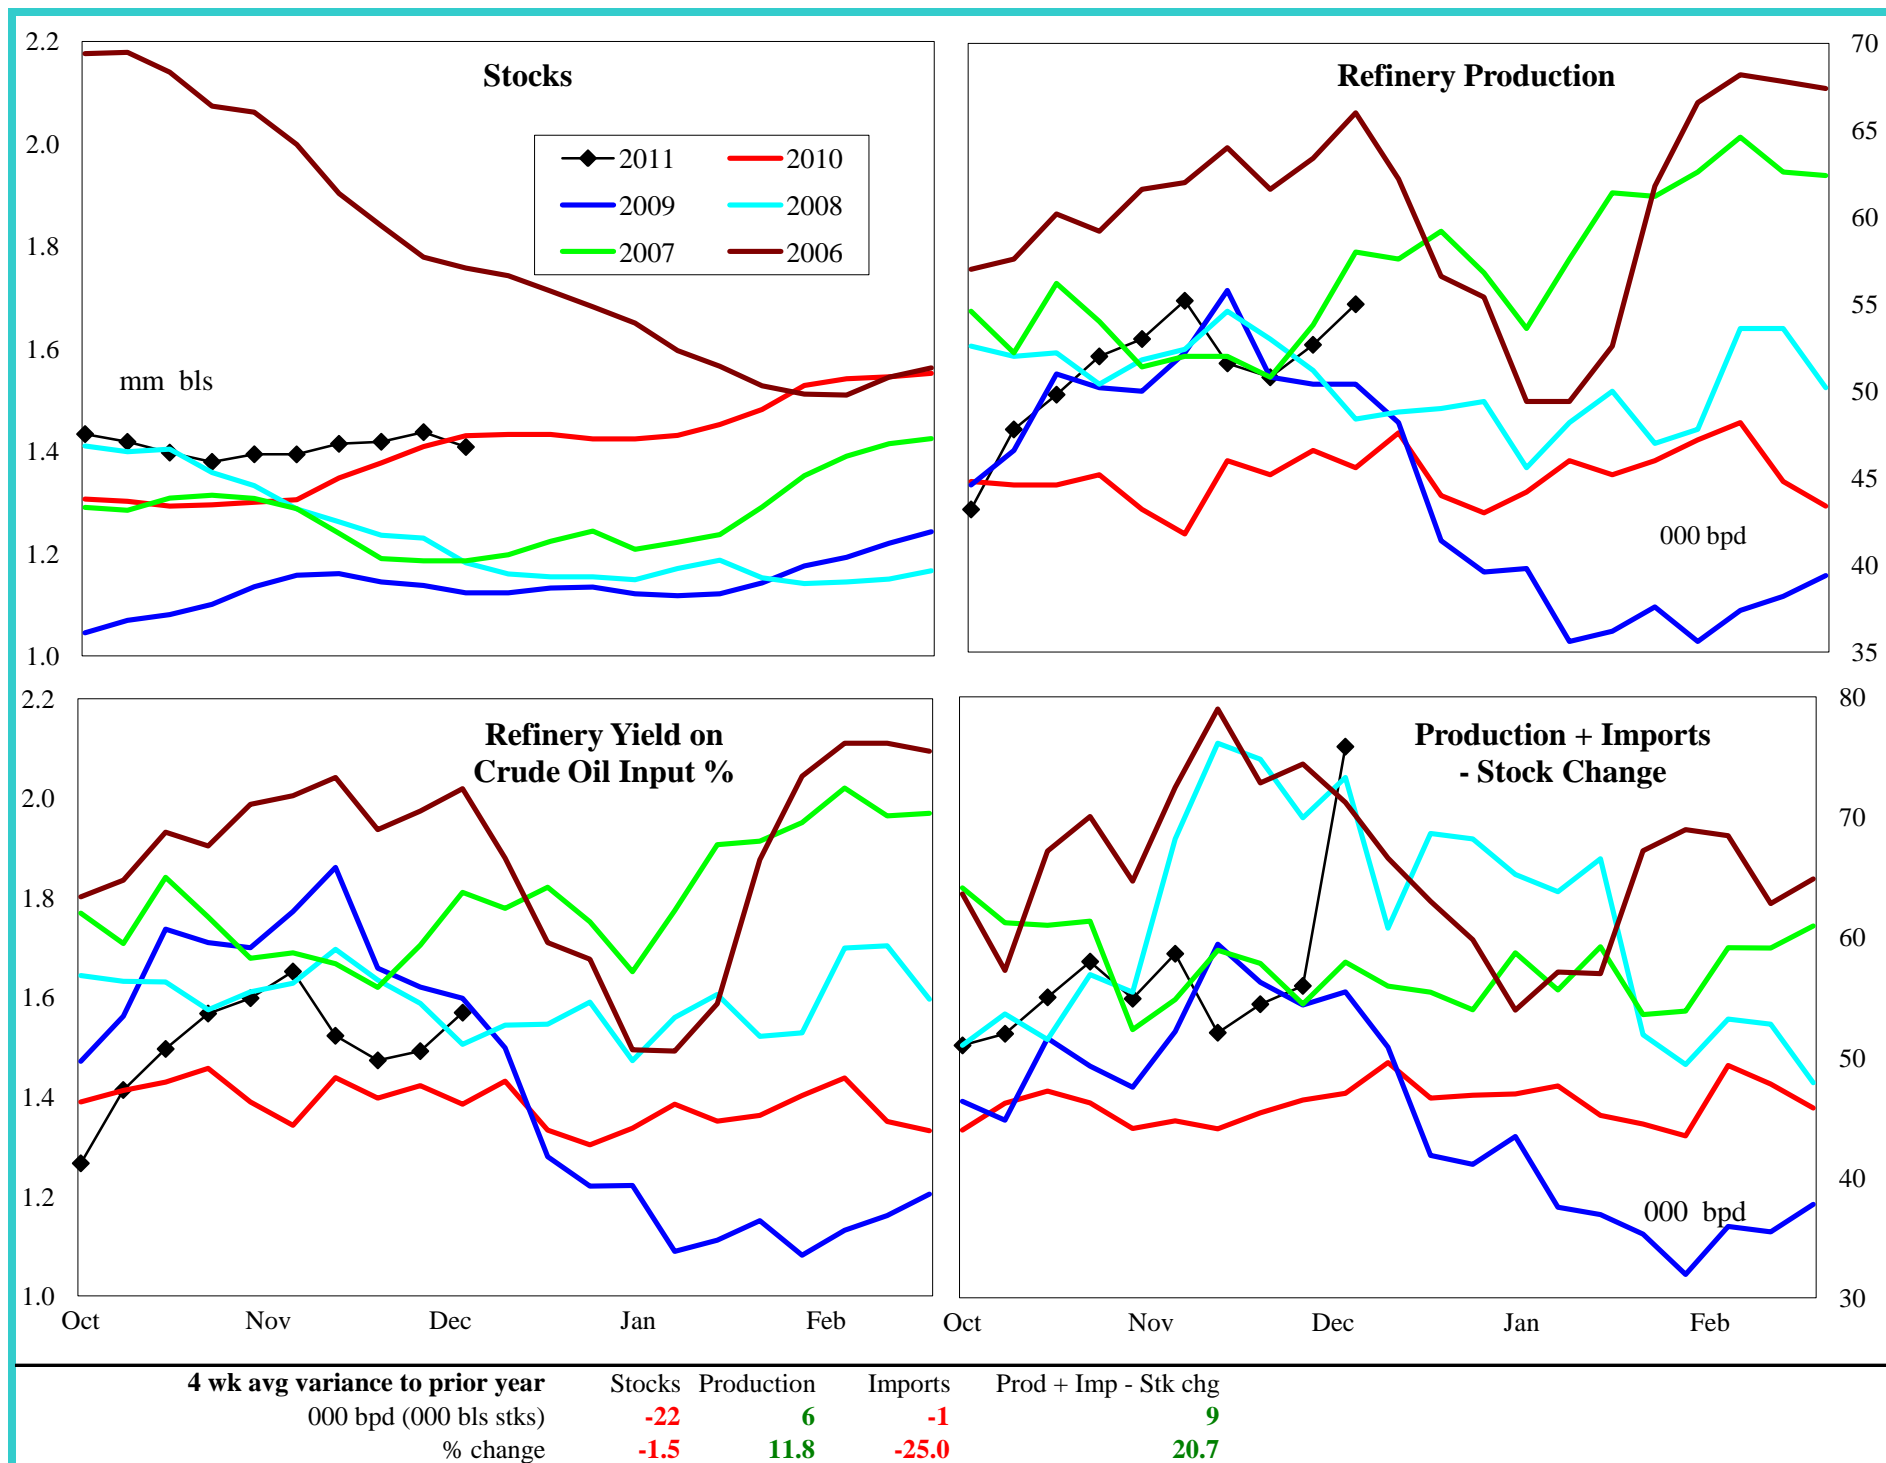 Stocks
2.2
2.0
1.8
1.6
1.4
1.2
1.0
mm bls
2011 2010
2009 2008
2007 2006
Refinery Production
70
65
60
55
50
45
40
35
000 bpd
Refinery Yield on
Crude Oil Input %
2.2
2.0
1.8
1.6
1.4
1.2
1.0
Oct Nov Dec Jan Feb
Production + Imports
- Stock Change
80
70
60
50
40
30
000 bpd
Oct Nov Dec Jan Feb
4 wk avg variance to prior year Stocks Production Imports Prod + Imp - Stk chg
000 bpd (000 bls stks) -22 6 -1 9
% change -1.5 11.8 -25.0 20.7